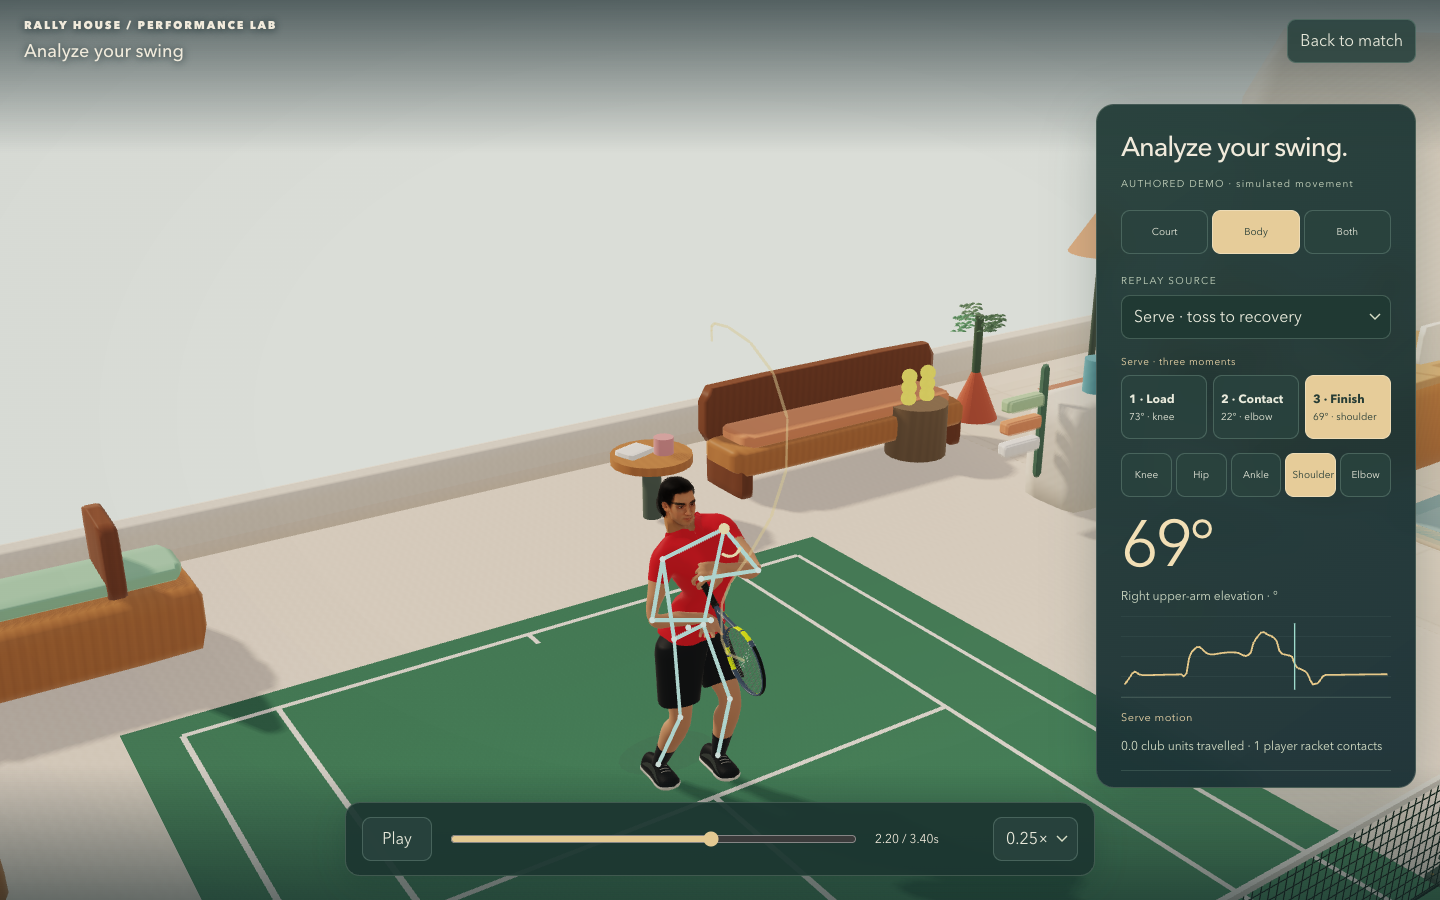 RALLY HOUSE / PERFORMANCE LAB
Analyze your swing
Back to match
Analyze your swing.
AUTHORED DEMO · simulated movement
Court
Body
Both
REPLAY SOURCE
Serve · toss to recovery
Serve · three moments
1 · Load
73° · knee
2 · Contact
22° · elbow
3 · Finish
69° · shoulder
Knee
Hip
Ankle
Shoulder
Elbow
69°
Right upper-arm elevation · °
Serve motion
0.0 club units travelled · 1 player racket contacts
Play
2.20 / 3.40s
0.25×